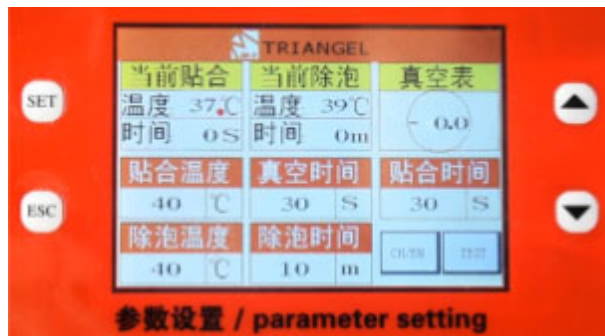 TRIANGEL
当前贴合 当前除泡 真空表
SET
温度 37℃ 温度 39℃
- 0.0
时间 0S 时间 0m
贴合温度 真空时间 贴合时间
ESC
40 ℃ 30 S 30 S
除泡温度 除泡时间
CH/EN TEST
40 ℃ 10 m
参数设置 / parameter setting